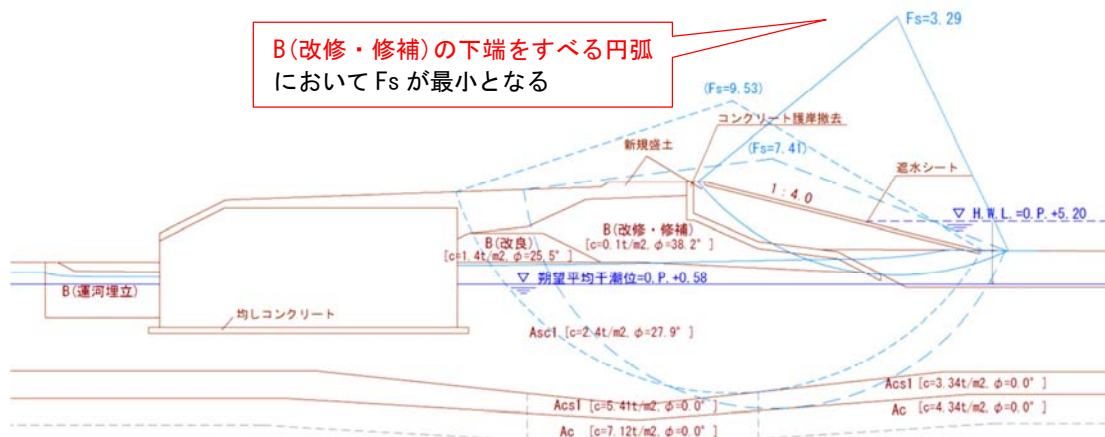 B(改修・修補)の下端をすべる円弧
において Fs が最小となる
Fs=3.29
(Fs=9.53)
コンクリート護岸撤去
新規盛土
(Fs=7.41)
遮水シート
1:4.0
▽ H.W.L.=O.P.+5.20
B(改修・修補)
[c=0.1t/m2, φ=38.2° ]
B(改良)
[c=1.4t/m2, φ=25.5° ]
▽ 朔望平均干潮位=O.P.+0.58
B(運河埋立)
均しコンクリート
Asc1 [c=2.4t/m2, φ=27.9° ]
Acs1 [c=3.34t/m2, φ=0.0° ]
Acs1 [c=5.41t/m2, φ=0.0° ]
Ac [c=4.34t/m2, φ=0.0° ]
Ac [c=7.12t/m2, φ=0.0° ]